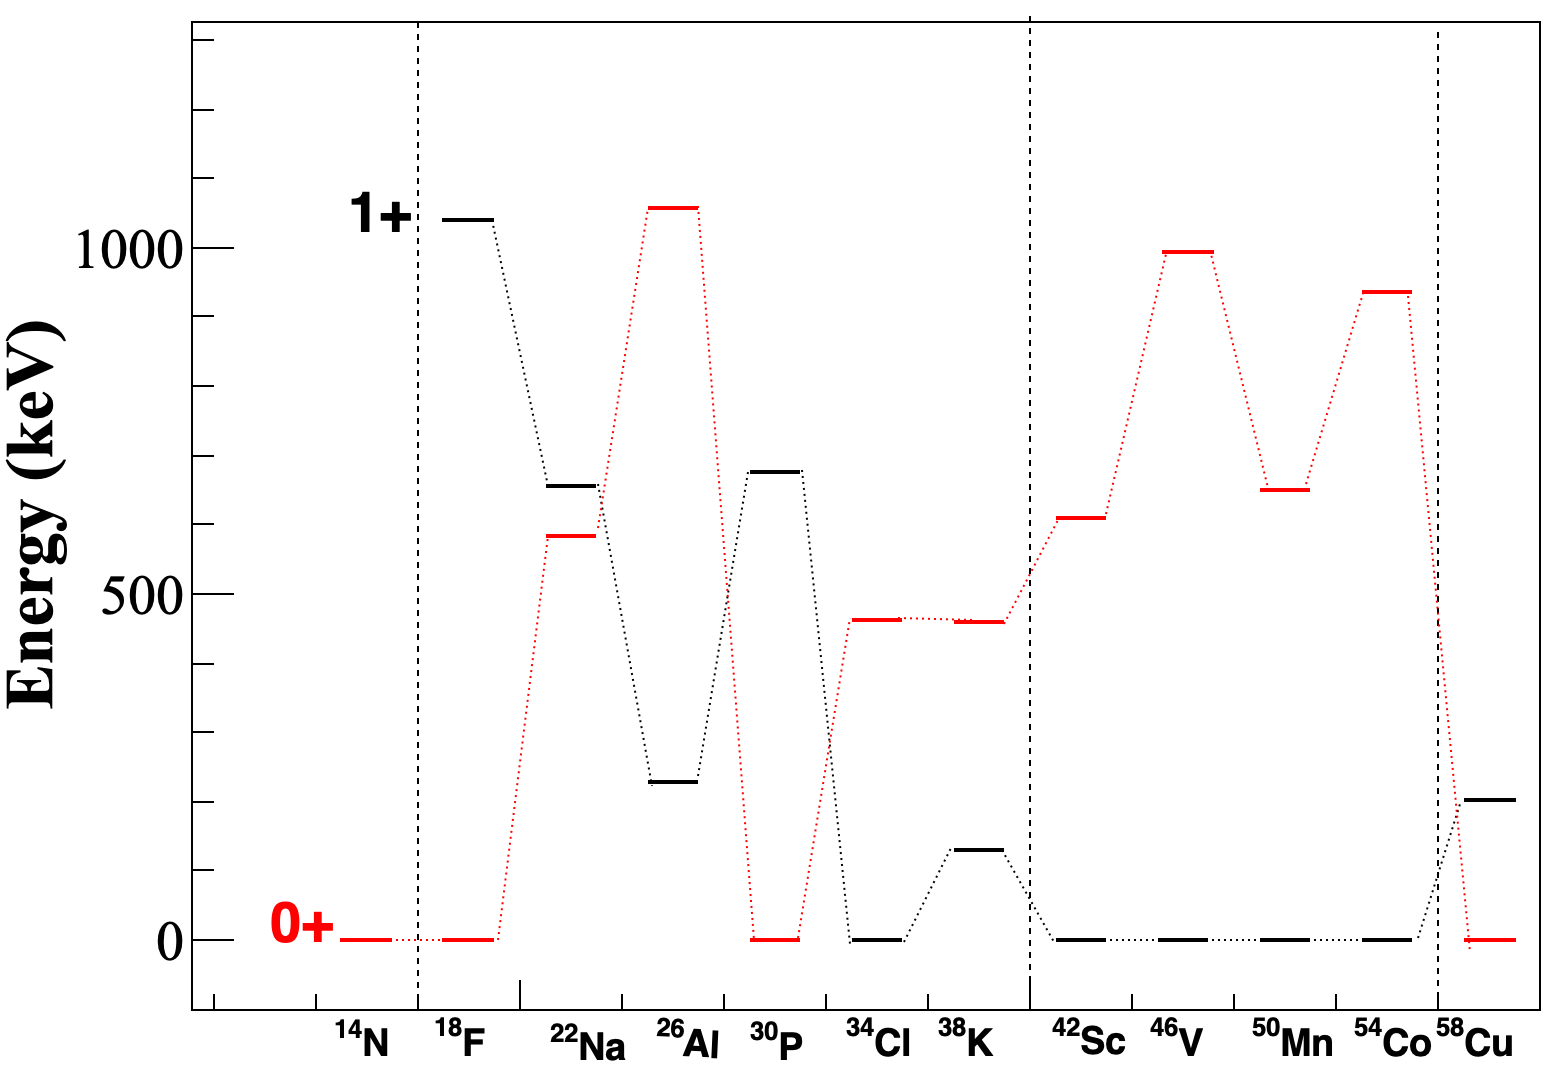 1+
1000
Energy (keV)
500
0+
0
¹⁴N ¹⁸F ²²Na ²⁶Al ³⁰P ³⁴Cl ³⁸K ⁴²Sc ⁴⁶V ⁵⁰Mn ⁵⁴Co ⁵⁸Cu